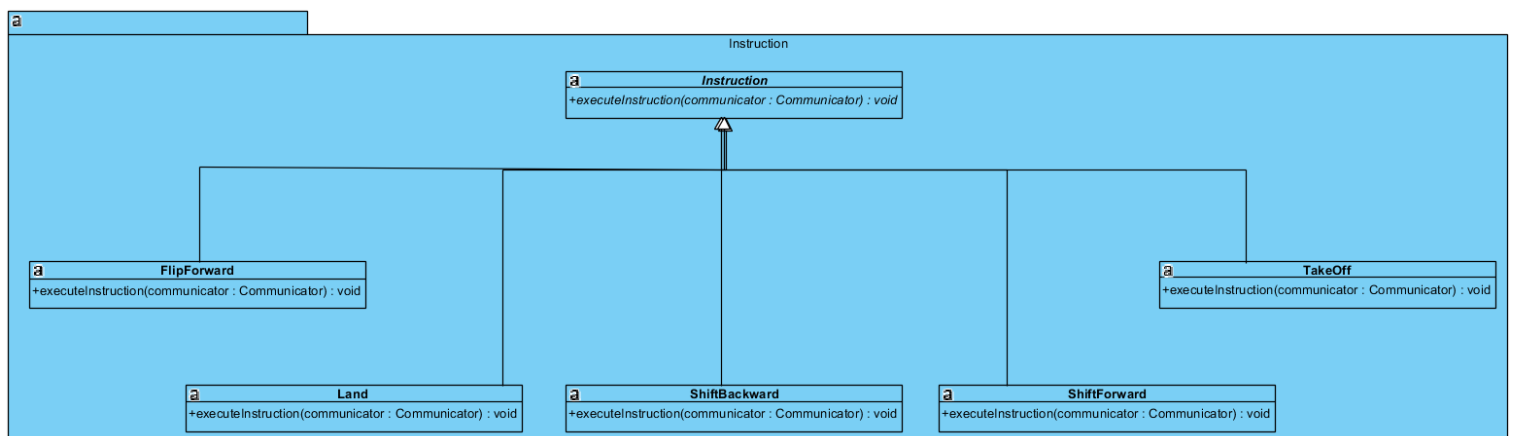 a
Instruction
a Instruction
+executeInstruction(communicator : Communicator) : void
a FlipForward
+executeInstruction(communicator : Communicator) : void
a TakeOff
+executeInstruction(communicator : Communicator) : void
a Land
+executeInstruction(communicator : Communicator) : void
a ShiftBackward
+executeInstruction(communicator : Communicator) : void
a ShiftForward
+executeInstruction(communicator : Communicator) : void